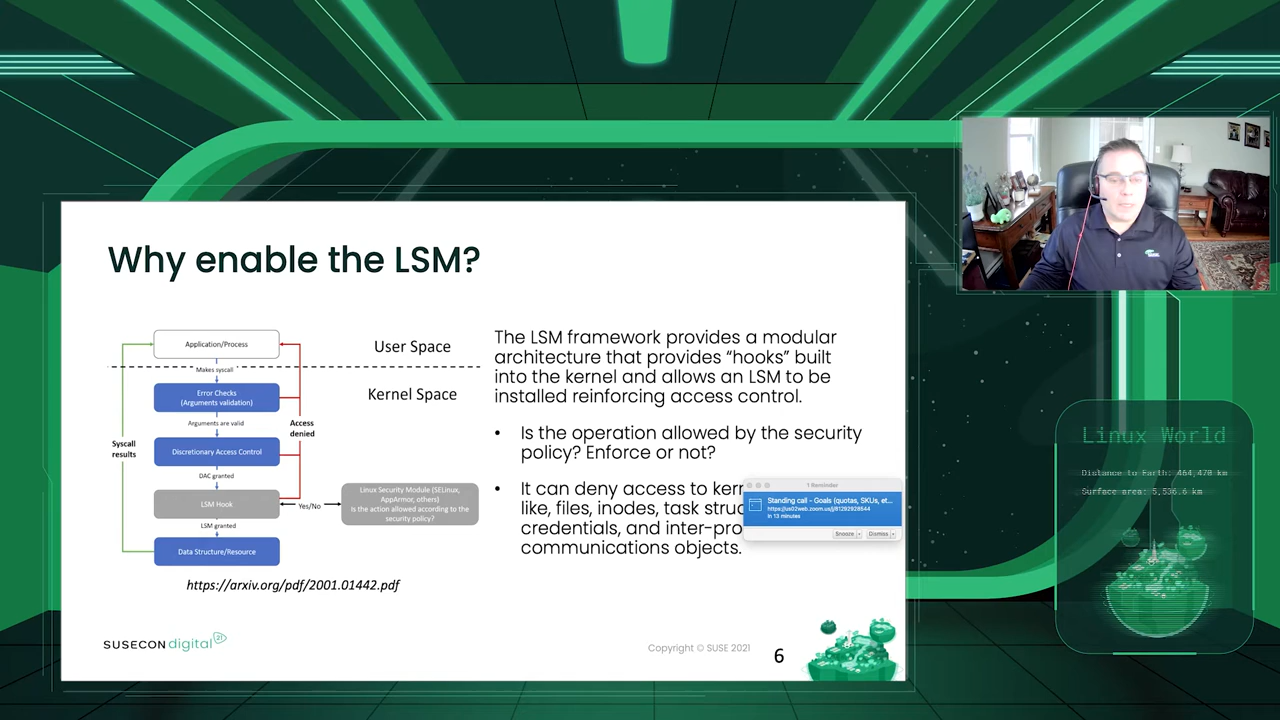 Why enable the LSM?
Application/Process
User Space
Makes syscall
Kernel Space
Error Checks
(Arguments validation)
Arguments are valid
Access
denied
Syscall
results
Discretionary Access Control
DAC granted
LSM Hook
Yes/No
Linux Security Module (SELinux,
AppArmor, others)
Is the action allowed according to the
security policy?
LSM granted
Data Structure/Resource
https://arxiv.org/pdf/2001.01442.pdf
The LSM framework provides a modular
architecture that provides “hooks” built
into the kernel and allows an LSM to be
installed reinforcing access control.
• Is the operation allowed by the security
policy? Enforce or not?
• It can deny access to
like, files, inodes, task
credentials, and
communications objects.
1 Reminder
Standing call - Goals (quotas, SKUs, et...
https://us02web.zoom.us/j/81292928544
in 13 minutes
Snooze
Dismiss
SUSECON digital 21
Copyright © SUSE 2021
6
Linux World
Distance to Earth: 464,478 km
Surface area: 5,536.6 km